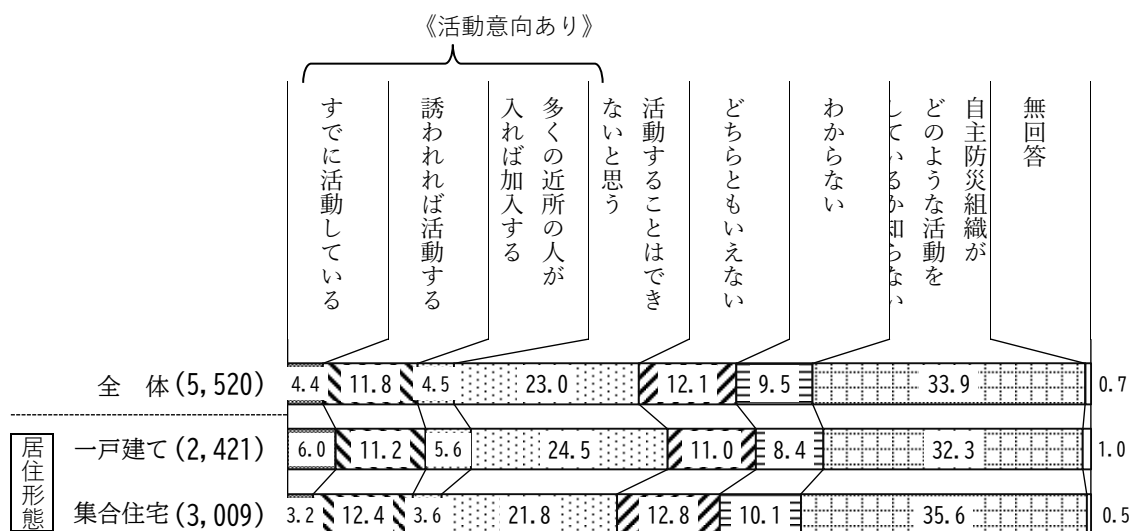 《活動意向あり》
すでに活動している
誘われれば活動する
多くの近所の人が
入れば加入する
活動することはでき
ないと思う
どちらともいえない
わからない
自主防災組織が
どのような活動を
しているか知らない
無回答
全　体(5,520) 4.4 11.8 4.5 23.0 12.1 9.5 33.9 0.7
居住形態
一戸建て(2,421) 6.0 11.2 5.6 24.5 11.0 8.4 32.3 1.0
集合住宅(3,009) 3.2 12.4 3.6 21.8 12.8 10.1 35.6 0.5